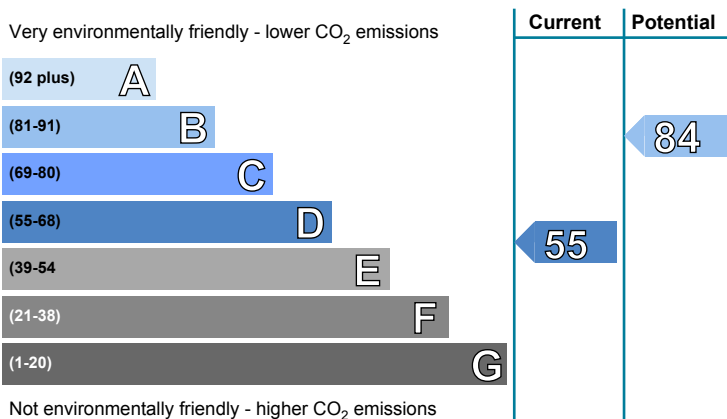 Very environmentally friendly - lower CO2 emissions
Current
Potential
(92 plus) A
(81-91) B
84
(69-80) C
(55-68) D
55
(39-54 E
(21-38) F
(1-20) G
Not environmentally friendly - higher CO2 emissions